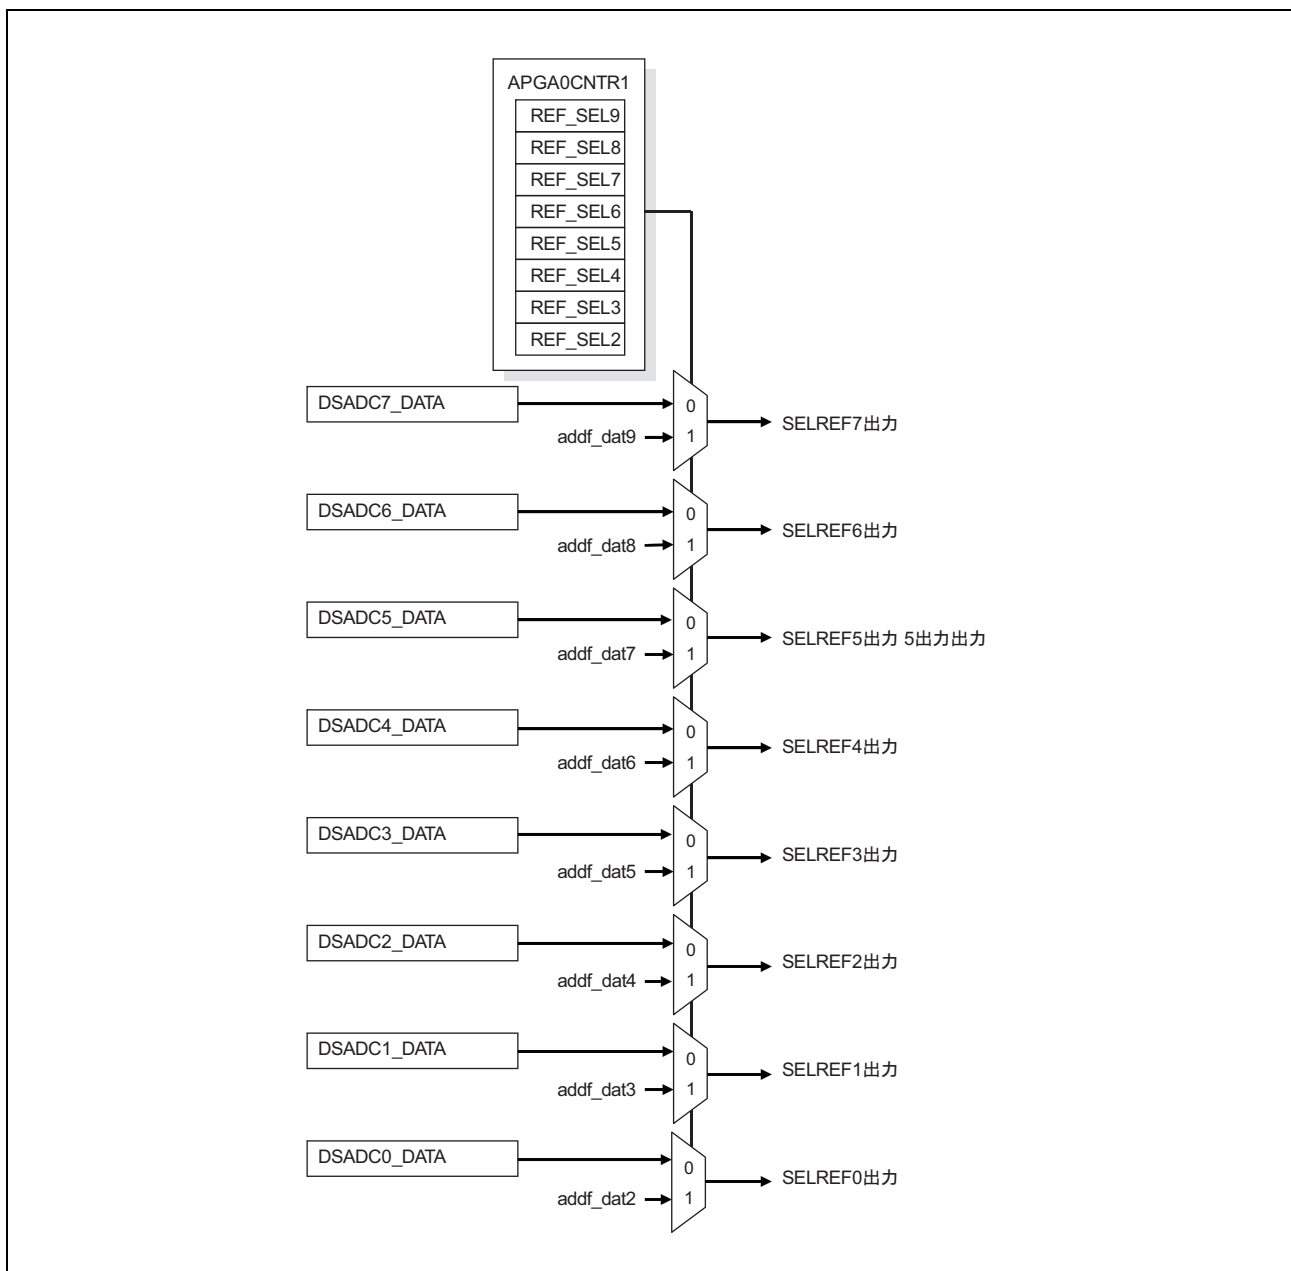 APGA0CNTR1
REF_SEL9
REF_SEL8
REF_SEL7
REF_SEL6
REF_SEL5
REF_SEL4
REF_SEL3
REF_SEL2
DSADC7_DATA
0
addf_dat9
1
SELREF7出力
DSADC6_DATA
0
addf_dat8
1
SELREF6出力
DSADC5_DATA
0
addf_dat7
1
SELREF5出力 5出力出力
DSADC4_DATA
0
addf_dat6
1
SELREF4出力
DSADC3_DATA
0
addf_dat5
1
SELREF3出力
DSADC2_DATA
0
addf_dat4
1
SELREF2出力
DSADC1_DATA
0
addf_dat3
1
SELREF1出力
DSADC0_DATA
0
addf_dat2
1
SELREF0出力